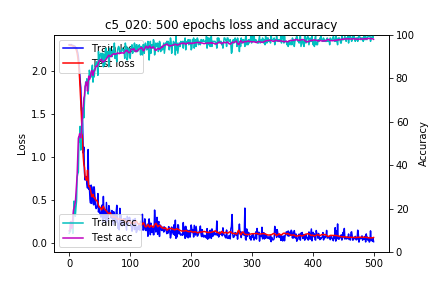 c5_020: 500 epochs loss and accuracy
Train loss
Test loss
Train acc
Test acc
Loss
Accuracy
2.0
1.5
1.0
0.5
0.0
100
80
60
40
20
0
0
100
200
300
400
500